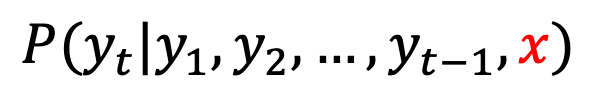 P(y_t|y_1, y_2, ..., y_{t−1}, x)